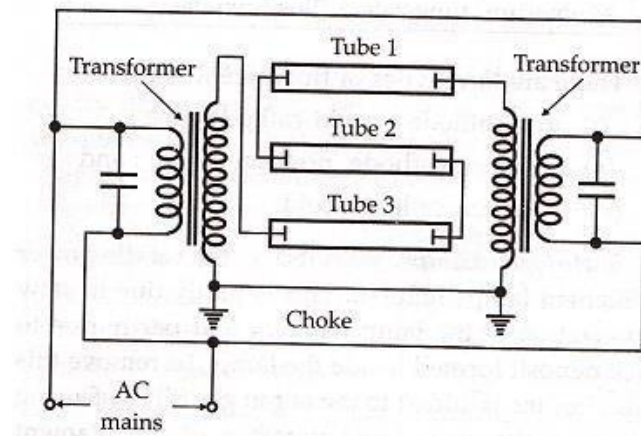 Tube 1
Transformer
Transformer
Tube 2
Tube 3
Choke
AC
mains